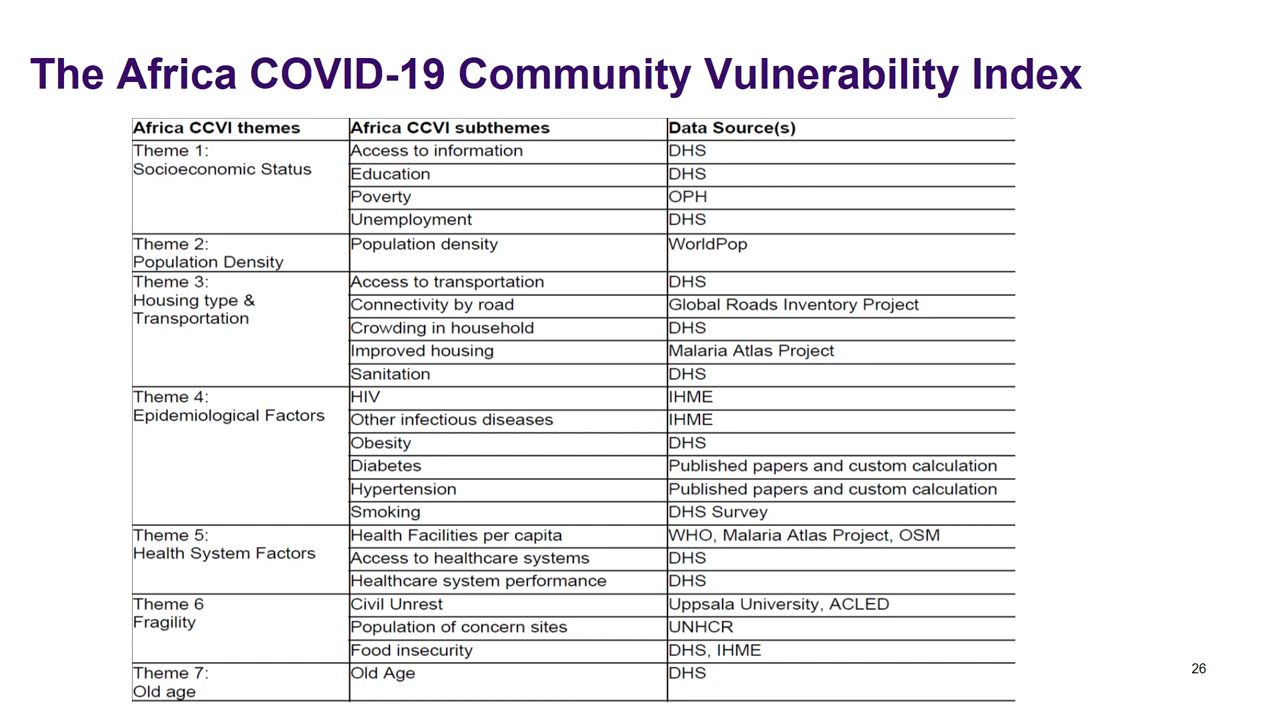 The Africa COVID-19 Community Vulnerability Index
Africa CCVI themes Africa CCVI subthemes Data Source(s)
Theme 1: Access to information DHS
Socioeconomic Status
Education DHS
Poverty OPH
Unemployment DHS
Theme 2: Population density WorldPop
Population Density
Theme 3: Access to transportation DHS
Housing type & Connectivity by road Global Roads Inventory Project
Transportation
Crowding in household DHS
Improved housing Malaria Atlas Project
Sanitation DHS
Theme 4: HIV IHME
Epidemiological Factors Other infectious diseases IHME
Obesity DHS
Diabetes Published papers and custom calculation
Hypertension Published papers and custom calculation
Smoking DHS Survey
Theme 5: Health Facilities per capita WHO, Malaria Atlas Project, OSM
Health System Factors Access to healthcare systems DHS
Healthcare system performance DHS
Theme 6 Civil Unrest Uppsala University, ACLED
Fragility Population of concern sites UNHCR
Food insecurity DHS, IHME
Theme 7: Old Age DHS
Old age
26